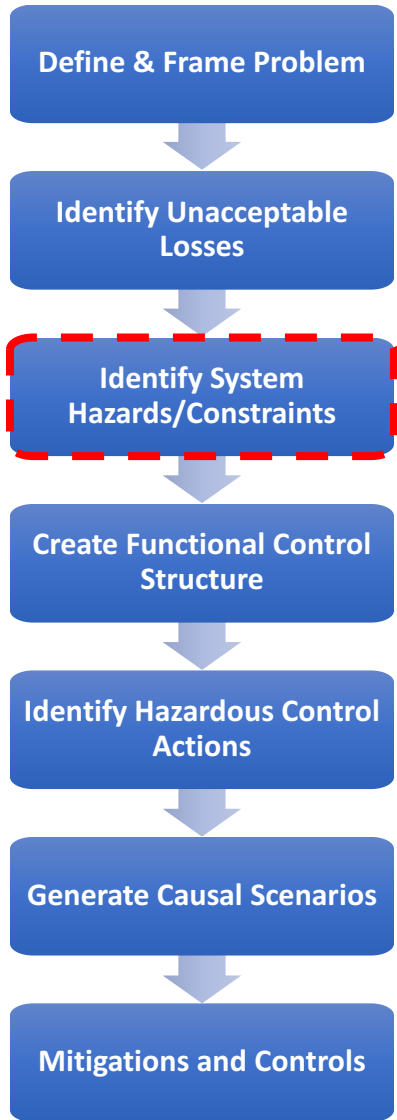 Define & Frame Problem
Identify Unacceptable
Losses
Identify System
Hazards/Constraints
Create Functional Control
Structure
Identify Hazardous Control
Actions
Generate Causal Scenarios
Mitigations and Controls